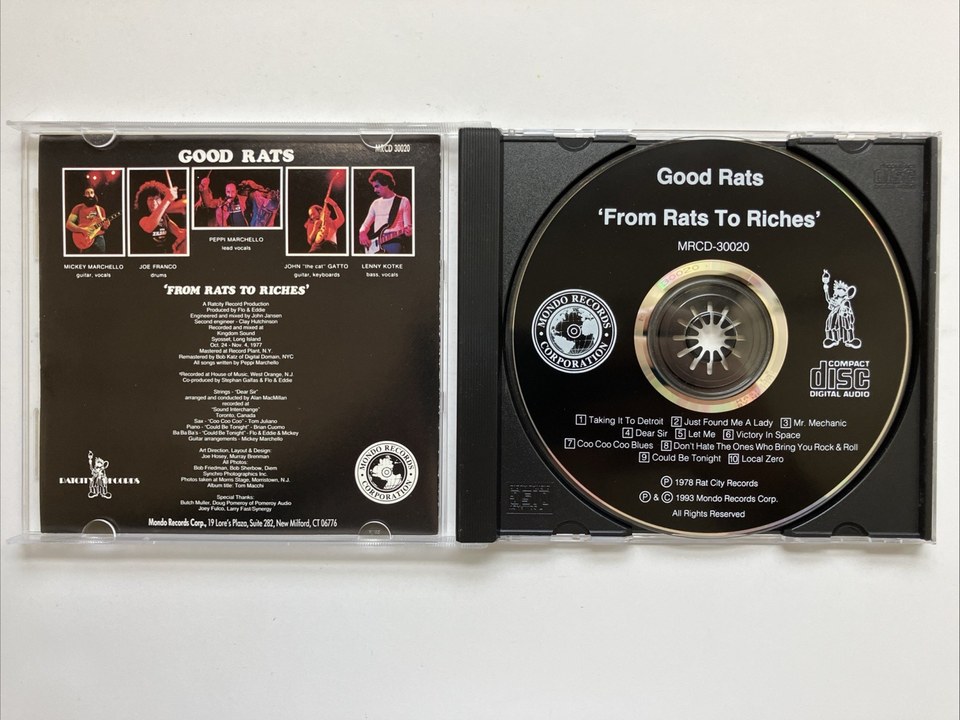 GOOD RATS
MRCD 30020
PEPPI MARCHELLO
lead vocals
MICKEY MARCHELLO
guitar, vocals
JOE FRANCO
drums
JOHN "the cat" GATTO
guitar, keyboards
LENNY KOTKE
bass, vocals
'FROM RATS TO RICHES'
A Ratcity Record Production
Produced by Flo & Eddie
Engineered and mixed by John Jansen
Second engineer - Clay Hutchinson
Recorded and mixed at
Kingdom Sound
Syosset, Long Island
Oct. 24 - Nov. 4, 1977
Mastered at Record Plant, N.Y.
Remastered by Bob Katz of Digital Domain, NYC
All songs written by Peppi Marchello
*Recorded at House of Music, West Orange, N.J.
Co-produced by Stephan Galfas & Flo & Eddie
Strings - "Dear Sir"
arranged and conducted by Alan MacMillan
recorded at
"Sound Interchange"
Toronto, Canada
Sax - "Coo Coo Coo" - Tom Juliano
Piano - "Could Be Tonight" - Brian Cuomo
Ba Ba Ba's - "Could Be Tonight" - Flo & Eddie & Mickey
Guitar arrangements - Mickey Marchello
Art Direction, Layout & Design:
Joe Hosey, Murray Brenman
All Photos:
Bob Friedman, Bob Sherbow, Diem
Synchro Photographics Inc.
Photos taken at Morris Stage, Morristown, N.J.
Album title: Tom Macchi
Special Thanks:
Butch Muller, Doug Pomeroy of Pomeroy Audio
Joey Fulco, Larry Fast/Synergy
RATCITY RECORDS
MONDO RECORDS
CORPORATION
Mondo Records Corp., 19 Lore's Plaza, Suite 282, New Milford, CT 06776
Good Rats
'From Rats To Riches'
MRCD-30020
MONDO RECORDS
CORPORATION
COMPACT
disc
DIGITAL AUDIO
1 Taking It To Detroit 2 Just Found Me A Lady 3 Mr. Mechanic
4 Dear Sir 5 Let Me 6 Victory In Space
7 Coo Coo Coo Blues 8 Don't Hate The Ones Who Bring You Rock & Roll
9 Could Be Tonight 10 Local Zero
℗ 1978 Rat City Records
℗ & © 1993 Mondo Records Corp.
All Rights Reserved